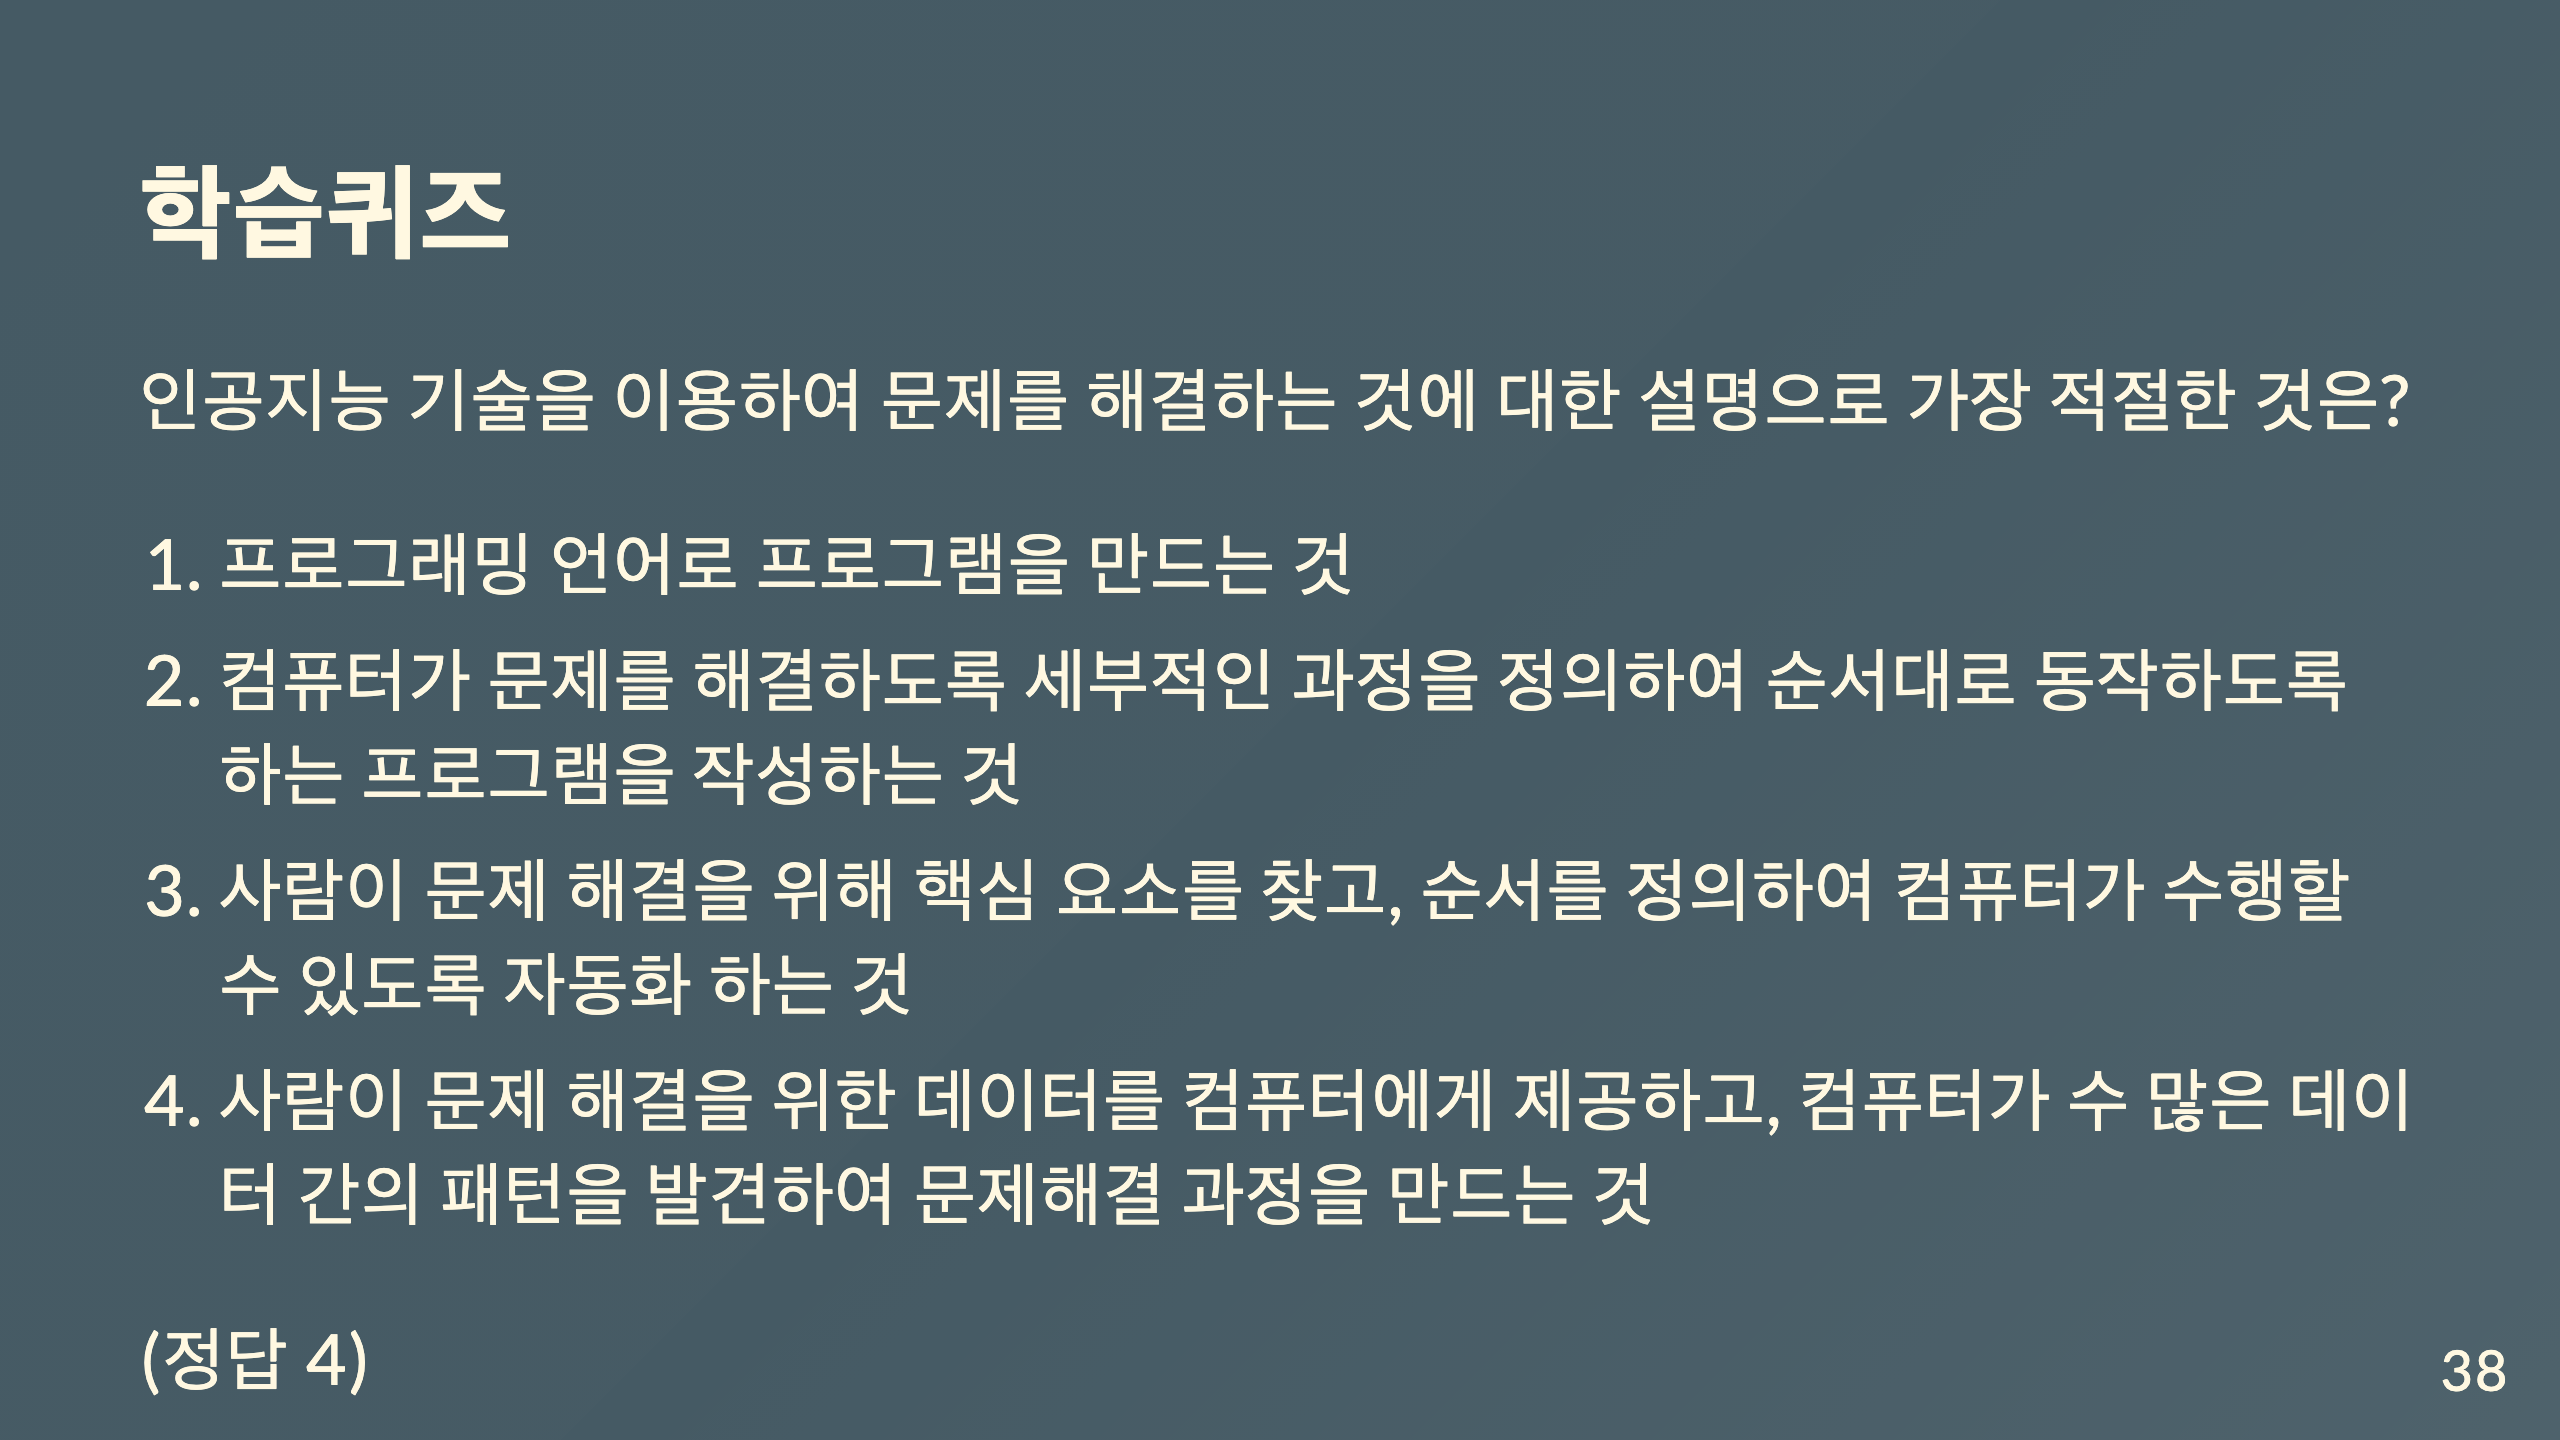 학습퀴즈
인공지능 기술을 이용하여 문제를 해결하는 것에 대한 설명으로 가장 적절한 것은?
1. 프로그래밍 언어로 프로그램을 만드는 것
2. 컴퓨터가 문제를 해결하도록 세부적인 과정을 정의하여 순서대로 동작하도록
하는 프로그램을 작성하는 것
3. 사람이 문제 해결을 위해 핵심 요소를 찾고, 순서를 정의하여 컴퓨터가 수행할
수 있도록 자동화 하는 것
4. 사람이 문제 해결을 위한 데이터를 컴퓨터에게 제공하고, 컴퓨터가 수 많은 데이
터 간의 패턴을 발견하여 문제해결 과정을 만드는 것
(정답 4)
38